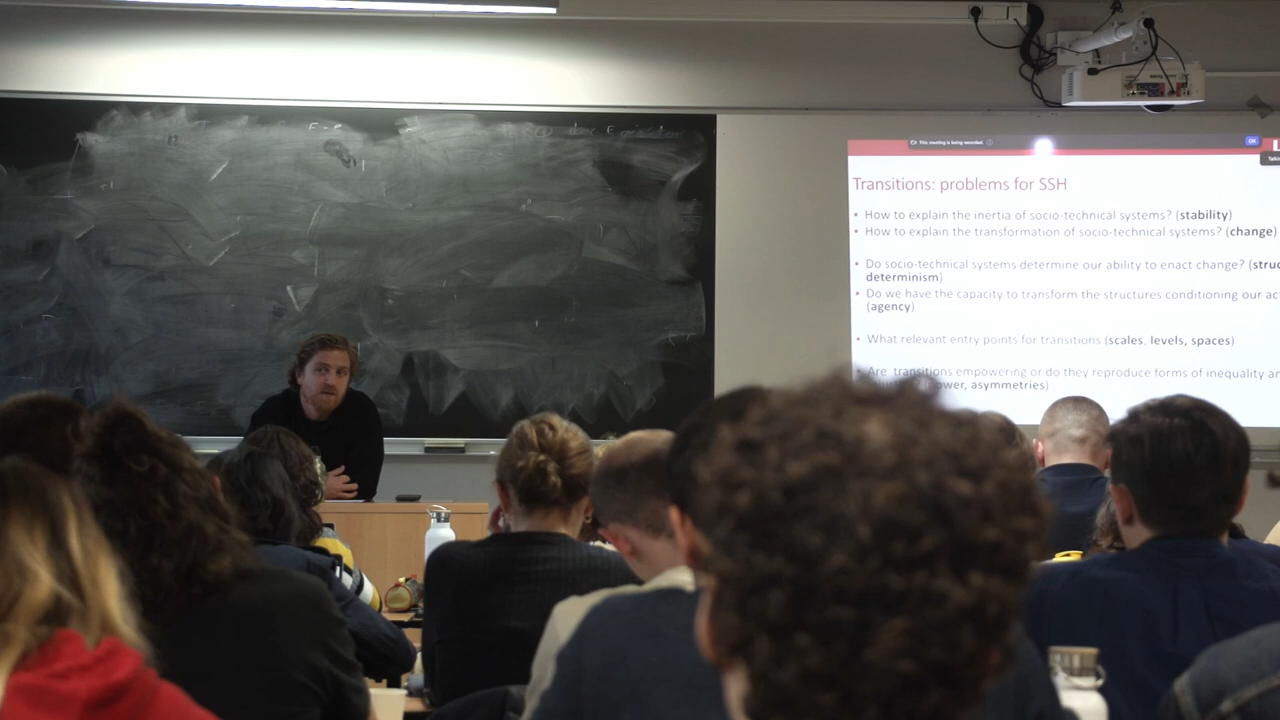 This meeting is being recorded.
OK
Transitions: problems for SSH
• How to explain the inertia of socio-technical systems? (stability)
• How to explain the transformation of socio-technical systems? (change)
• Do socio-technical systems determine our ability to enact change? (struc
determinism)
• Do we have the capacity to transform the structures conditioning our ac
(agency)
• What relevant entry points for transitions (scales, levels, spaces)
• Are transitions empowering or do they reproduce forms of inequality an
asymmetries)